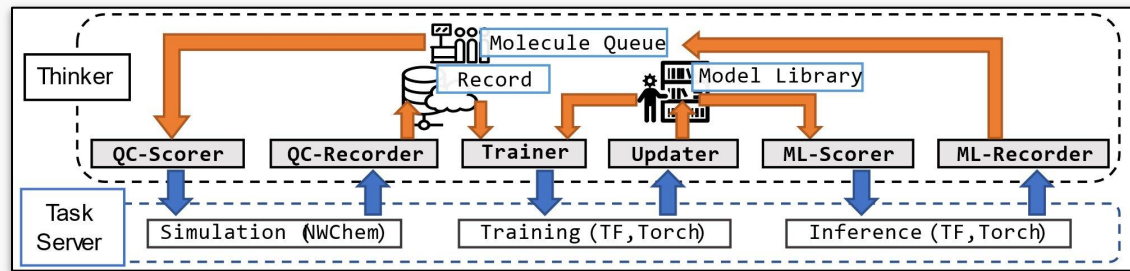 Molecule Queue
Thinker
Record
Model Library
QC-Scorer
QC-Recorder
Trainer
Updater
ML-Scorer
ML-Recorder
Task
Server
Simulation (NWChem)
Training (TF,Torch)
Inference (TF,Torch)